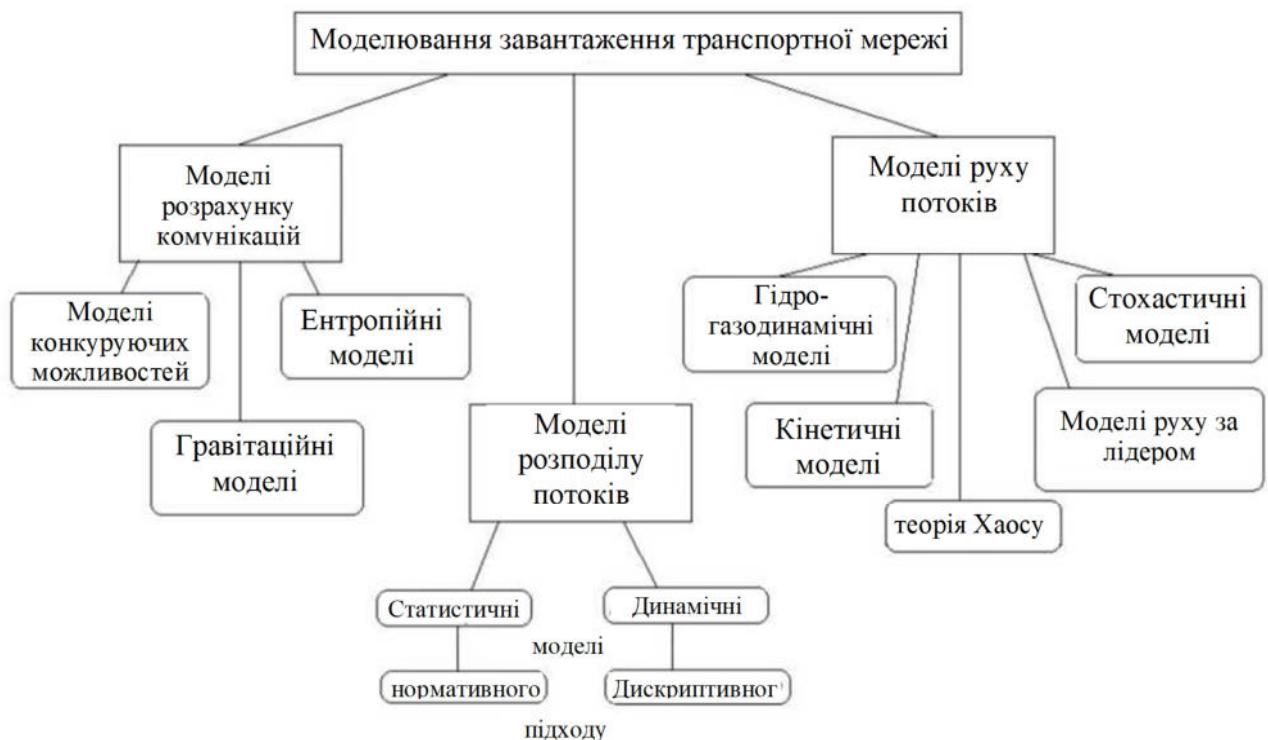 Моделювання завантаження транспортної мережі
Моделі
розрахунку
комунікацій
Моделі руху
потоків
Моделі
конкуруючих
можливостей
Ентропійні
моделі
Гравітаційні
моделі
Моделі
розподілу
потоків
Гідро-
газодинамічні
моделі
Стохастичні
моделі
Кінетичні
моделі
Моделі руху за
лідером
теорія Хаосу
Статистичні
Динамічні
моделі
нормативного
Дискриптивног
підходу